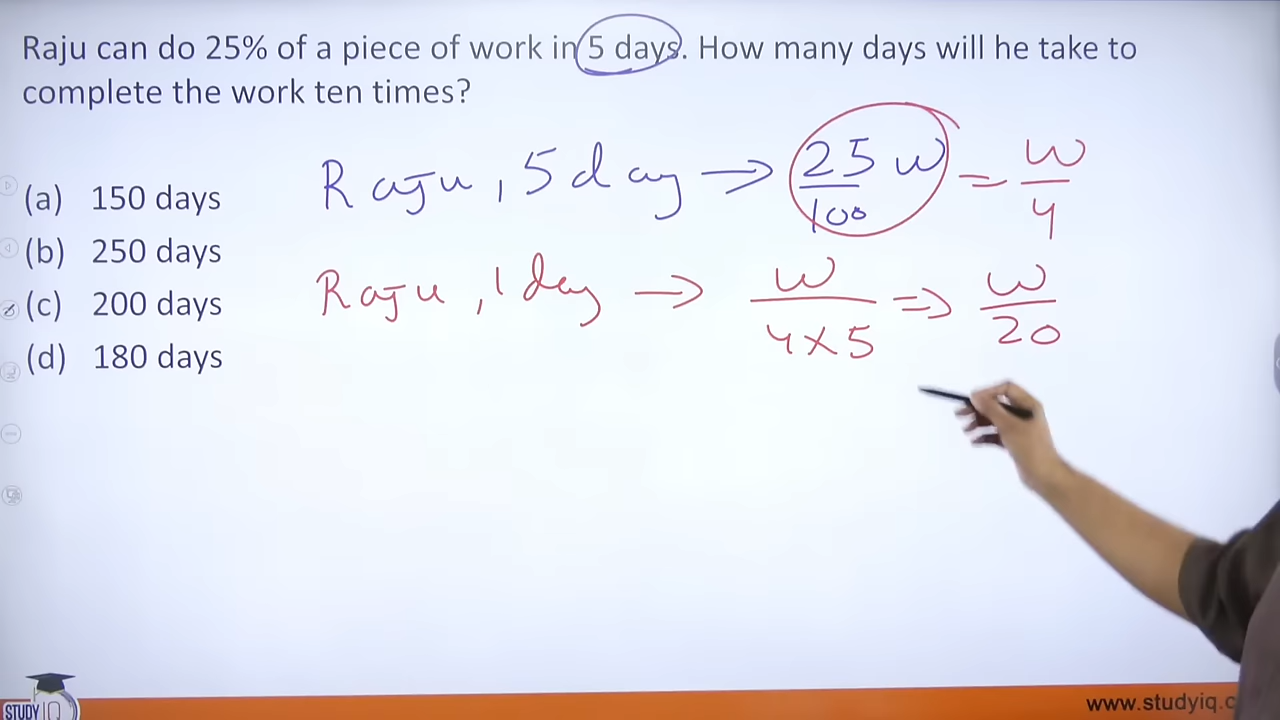 Raju can do 25% of a piece of work in 5 days. How many days will he take to
complete the work ten times?
(a) 150 days
(b) 250 days
(c) 200 days
(d) 180 days
Raju, 5 day → 25/100 W = W/4
Raju, 1 day → W/4×5 ⇒ W/20
STUDY IQ
www.studyiq.c